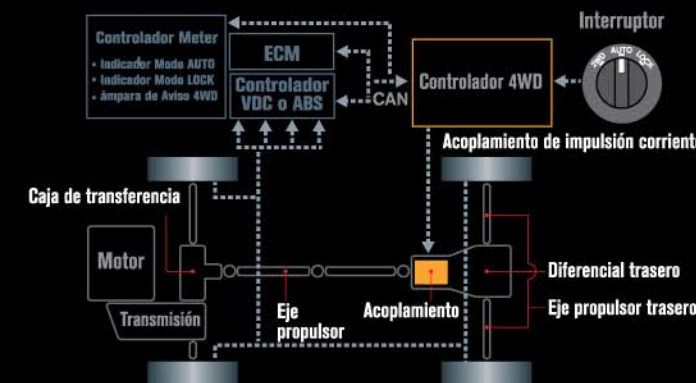 Interruptor
2WD AUTO LOCK
Controlador Meter
• Indicador Modo AUTO
• Indicador Modo LOCK
• ámpara de Aviso 4WD
ECM
Controlador
VDC o ABS
CAN
Controlador 4WD
Acoplamiento de impulsión corriente
Caja de transferencia
Motor
Transmisión
Eje
propulsor
Acoplamiento
Diferencial trasero
Eje propulsor trasero